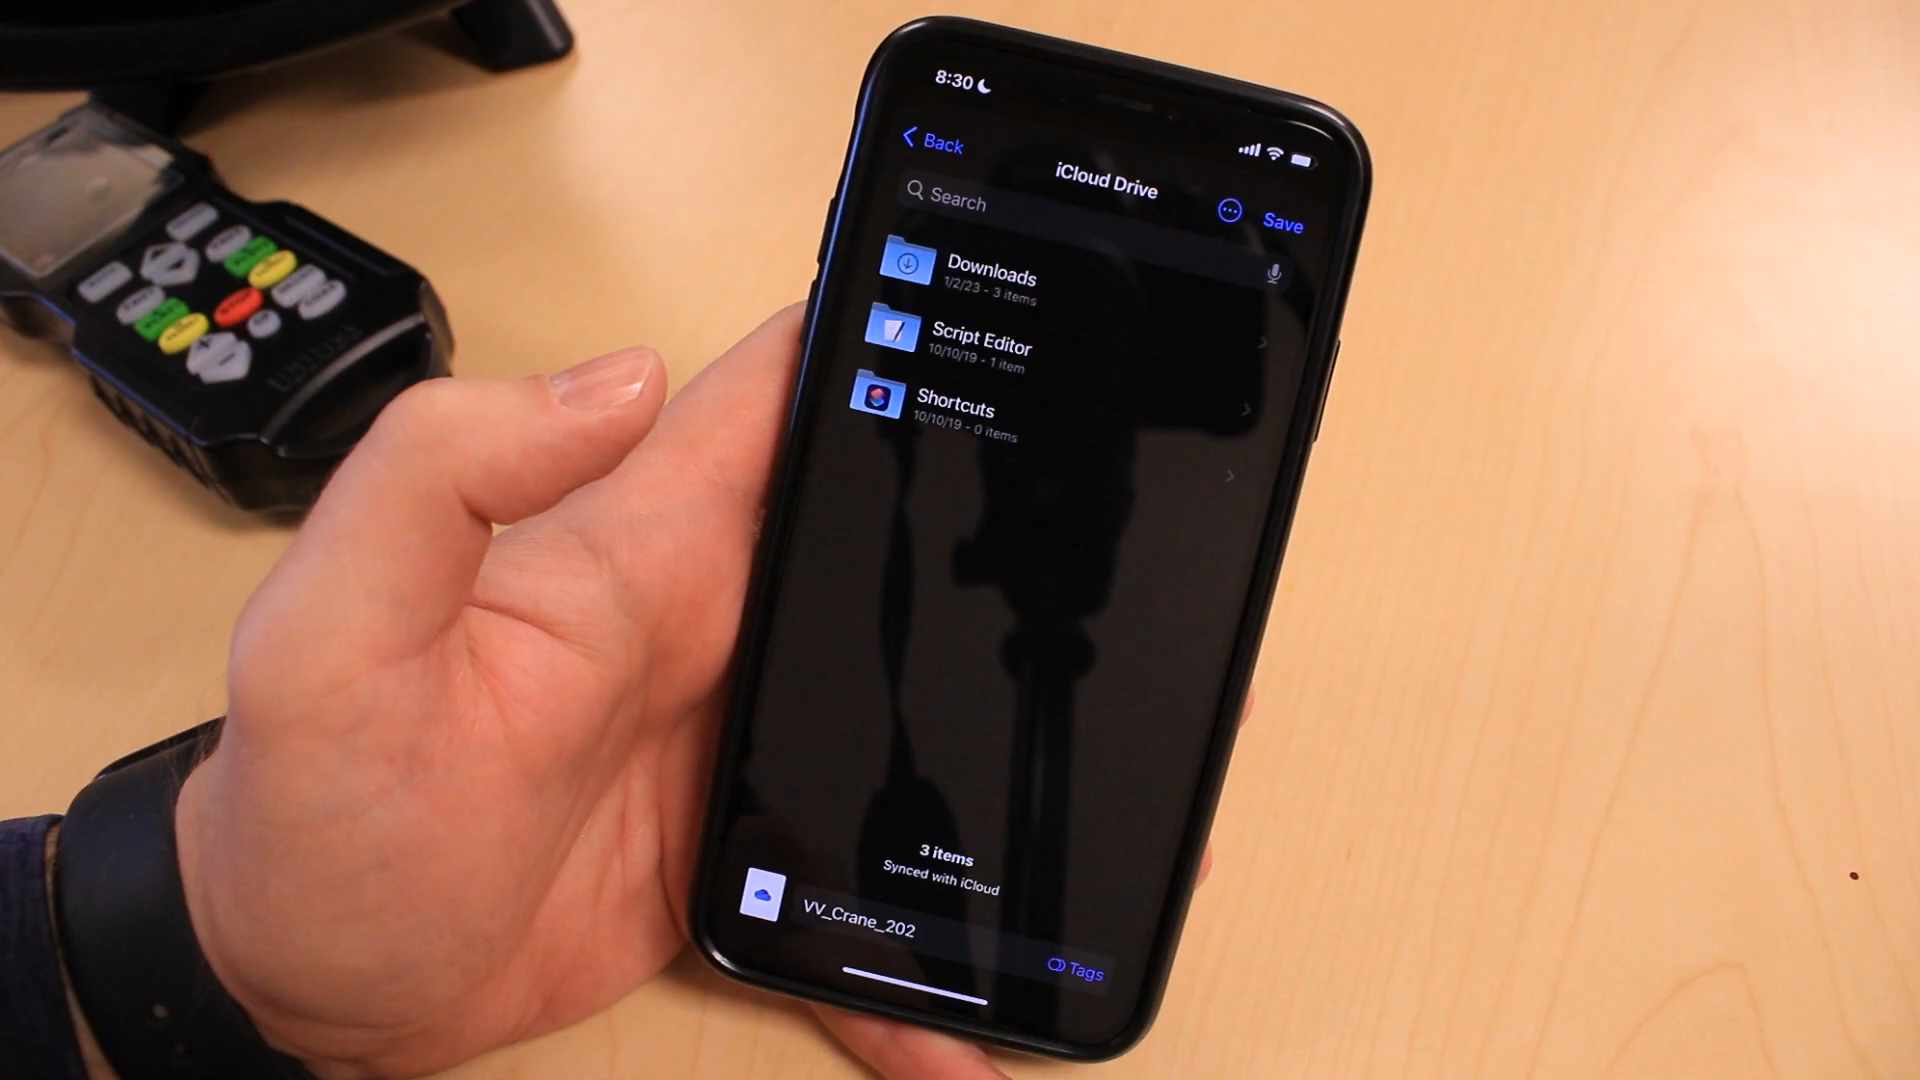 8:30
Back
iCloud Drive
Save
Search
Downloads
1/2/23 - 3 items
Script Editor
10/10/19 - 1 item
Shortcuts
10/10/19 - 0 items
3 items
Synced with iCloud
VV_Crane_202
Tags